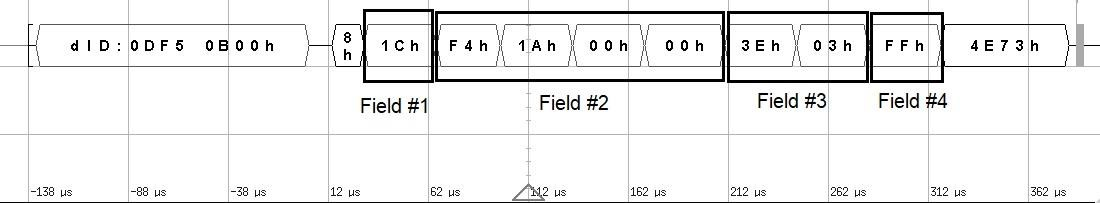 dID:0DF5 0B00h
8
h
1Ch
F4h
1Ah
00h
00h
3Eh
03h
FFh
4E73h
Field #1
Field #2
Field #3
Field #4
-138 µs
-88 µs
-38 µs
12 µs
62 µs
112 µs
162 µs
212 µs
262 µs
312 µs
362 µs